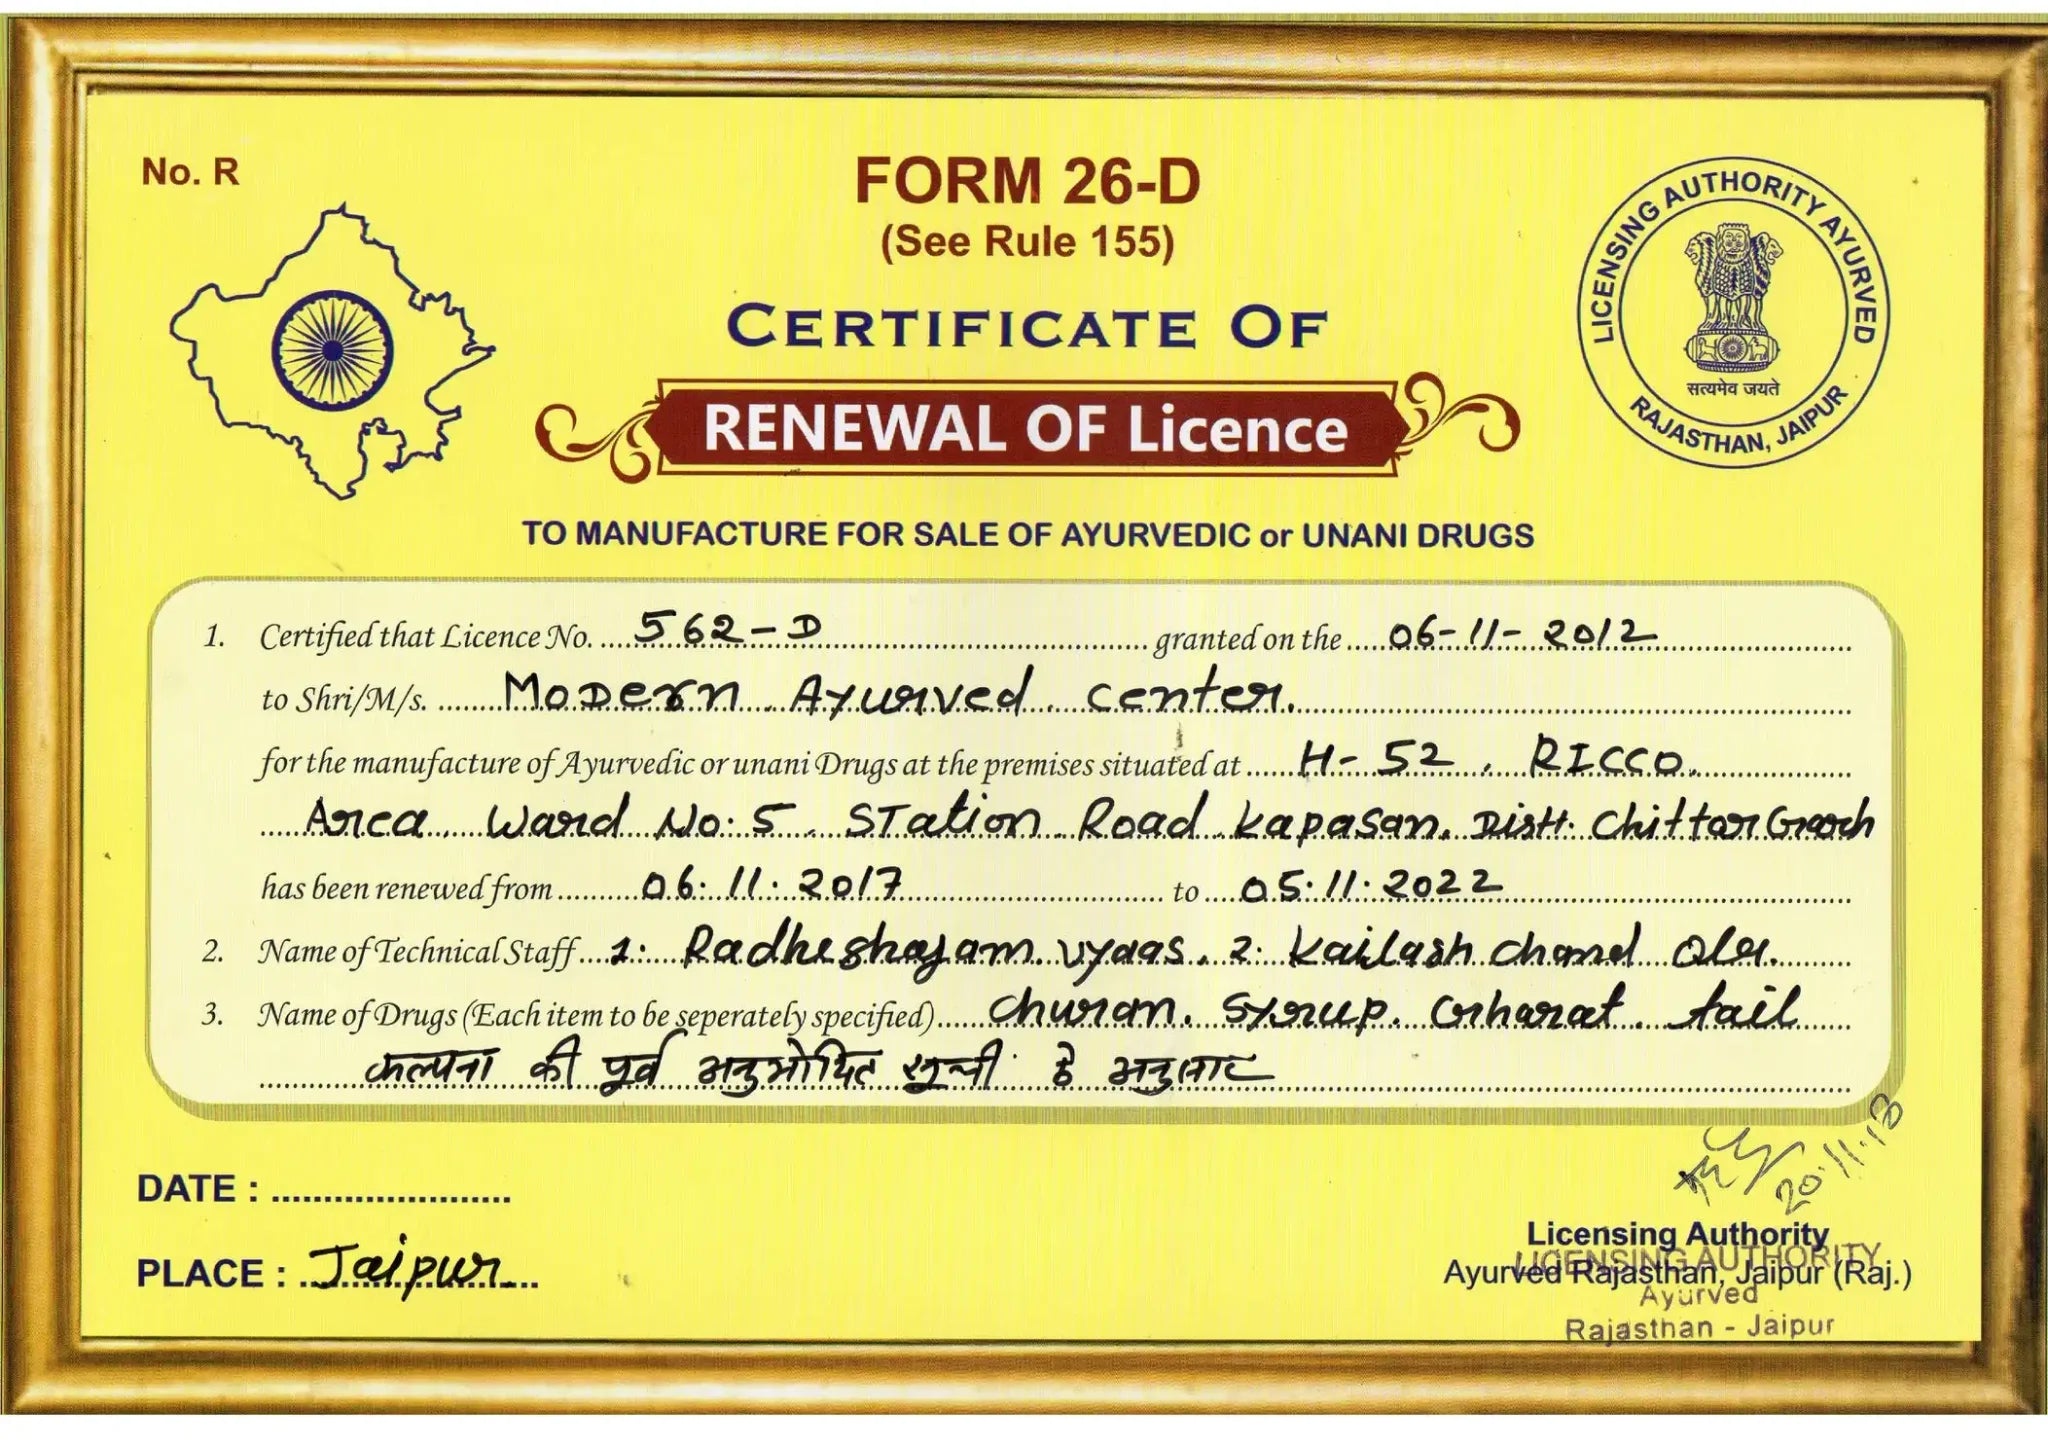 No. R
FORM 26-D
(See Rule 155)
CERTIFICATE OF
RENEWAL OF Licence
LICENSING AUTHORITY AYURVED
सत्यमेव जयते
RAJASTHAN, JAIPUR
TO MANUFACTURE FOR SALE OF AYURVEDIC or UNANI DRUGS
1. Certified that Licence No. 562-D granted on the 06-11-2012
to Shri/M/s. Modern Ayurved center.
for the manufacture of Ayurvedic or unani Drugs at the premises situated at H-52, RICCO.
Area Ward No. 5, Station Road Kapasan. Distt. Chittor
has been renewed from 06.11.2017 to 05.11.2022
2. Name of Technical Staff 1. Radheshayam Vyaas, 2. Kailash Chand
3. Name of Drugs (Each item to be seperately specified) Churan. Syrup. Gharat. tail
कल्पना की पूर्व अनुमोदित सूची के अनुसार
DATE :
PLACE : Jaipur
20.11.18
Licensing Authority
Ayurved Rajasthan, Jaipur (Raj.)
LICENSING AUTHORITY
Ayurved
Rajasthan - Jaipur